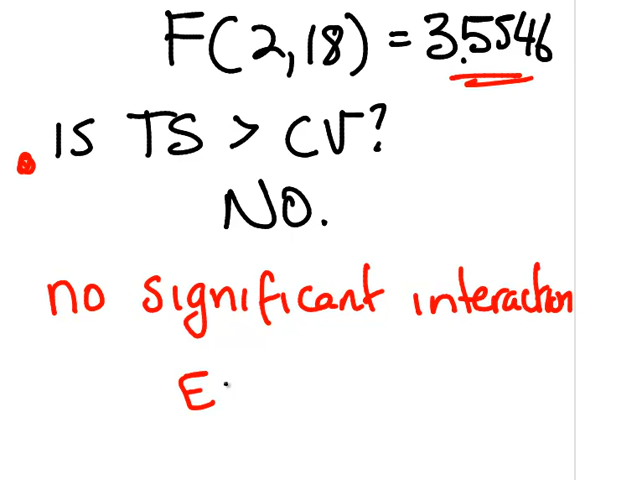 F(2,18) = 3.5546
IS TS > CV?
NO.
no significant interaction
E